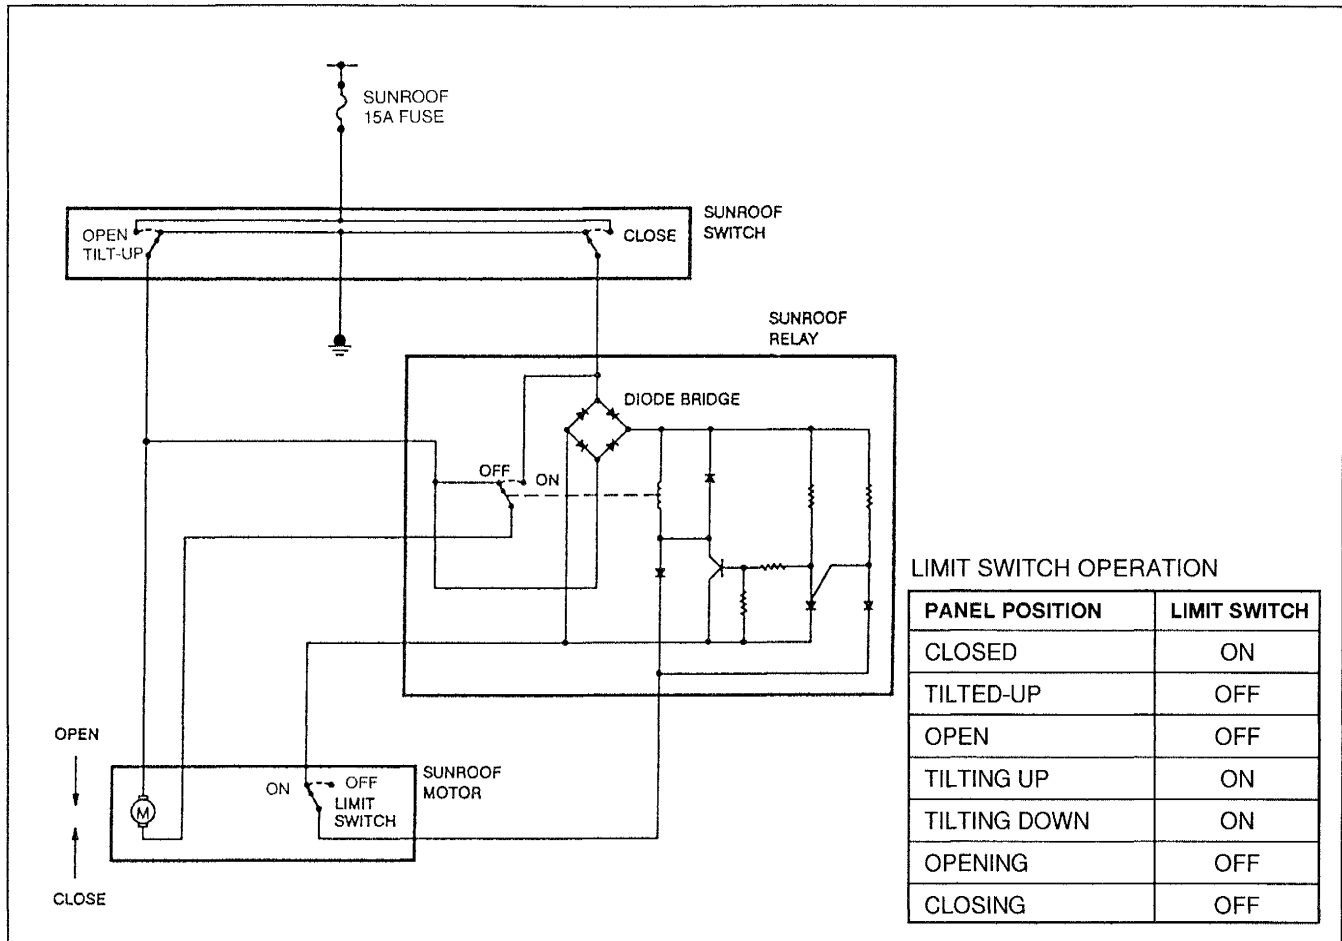 SUNROOF
15A FUSE
SUNROOF
SWITCH
OPEN
TILT-UP
CLOSE
SUNROOF
RELAY
DIODE BRIDGE
OFF
ON
OPEN
CLOSE
M
ON
OFF
LIMIT
SWITCH
SUNROOF
MOTOR
LIMIT SWITCH OPERATION
PANEL POSITION LIMIT SWITCH
CLOSED ON
TILTED-UP OFF
OPEN OFF
TILTING UP ON
TILTING DOWN ON
OPENING OFF
CLOSING OFF